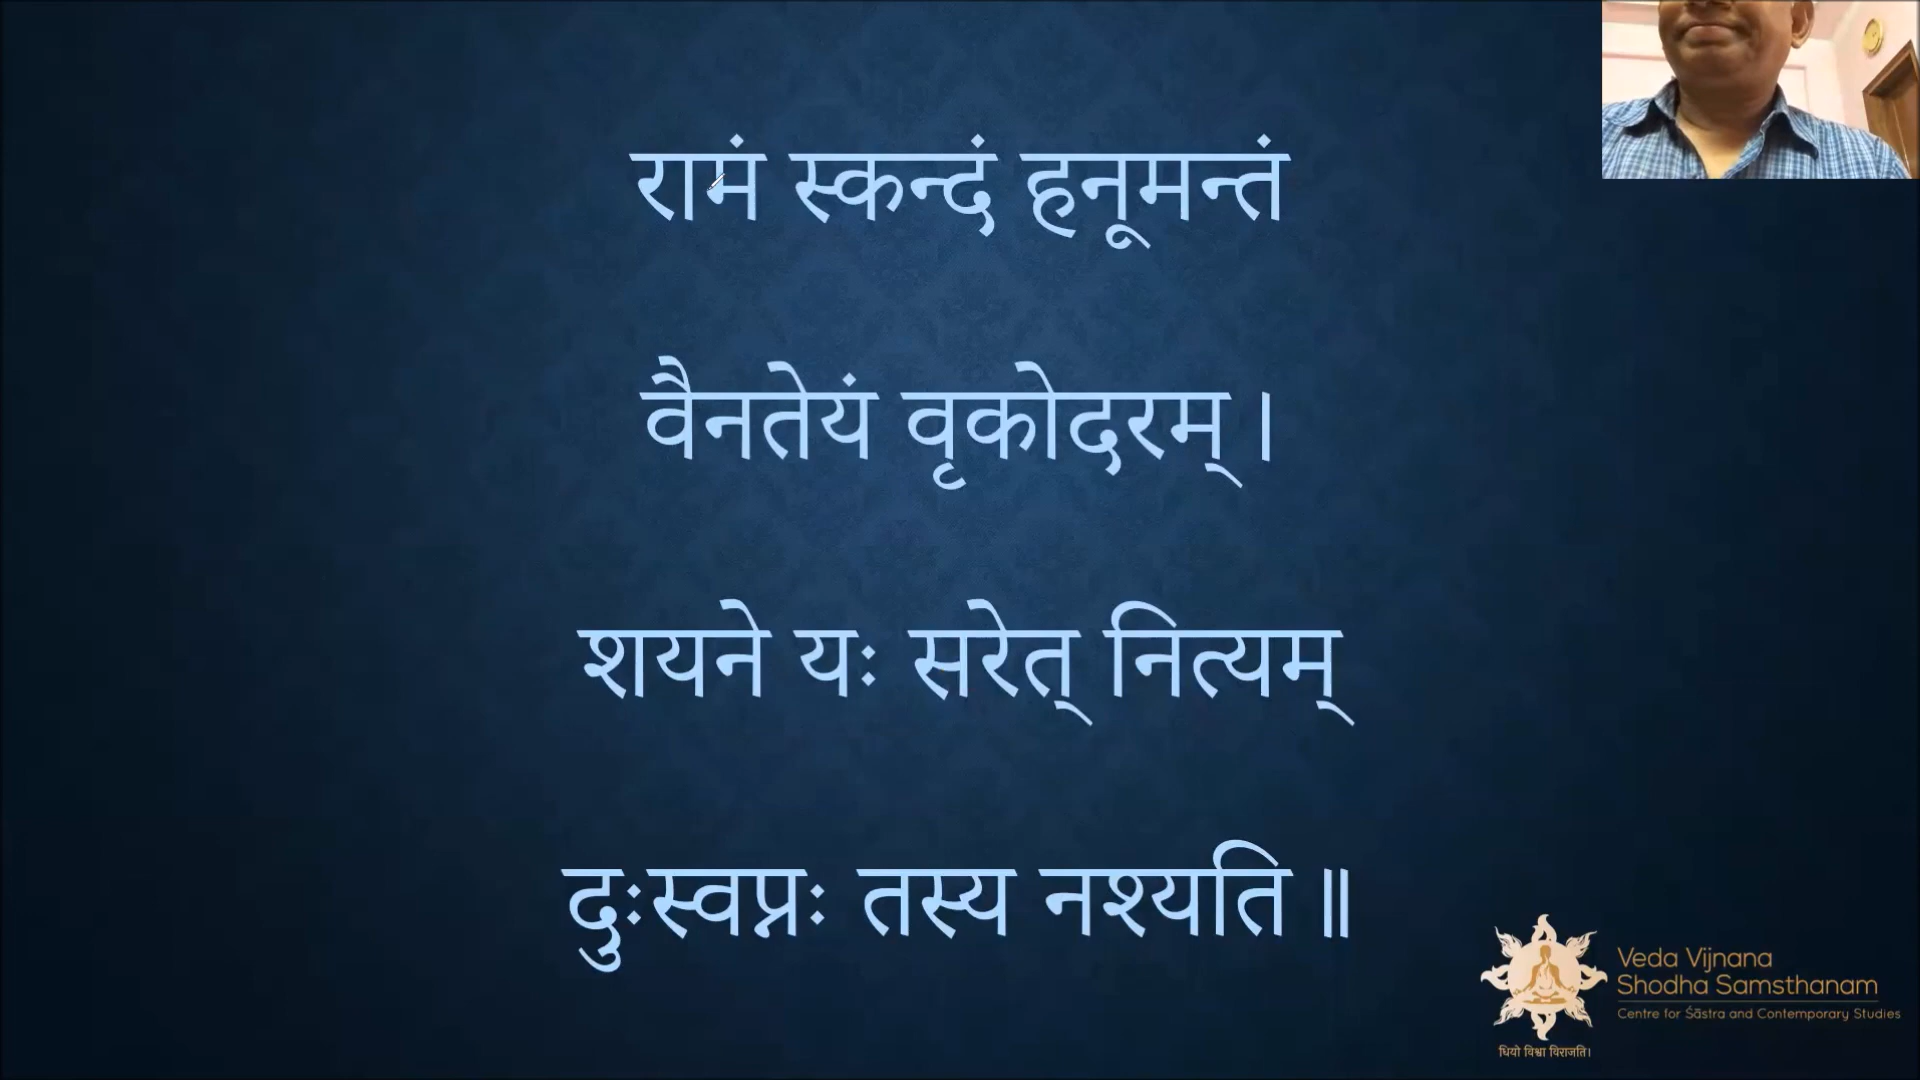 रामं स्कन्दं हनूमन्तं
वैनतेयं वृकोदरम् ।
शयने यः सरेत् नित्यम्
दुःस्वप्नः तस्य नश्यति ॥
Veda Vijnana
Shodha Samsthanam
Centre for Śāstra and Contemporary Studies
धियो विश्वा विराजति।